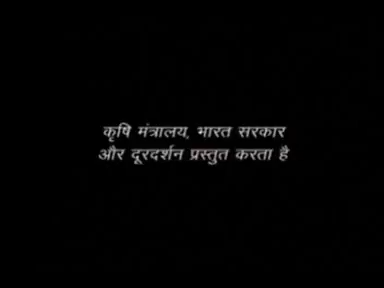 कृषि मंत्रालय, भारत सरकार
और दूरदर्शन प्रस्तुत करता है